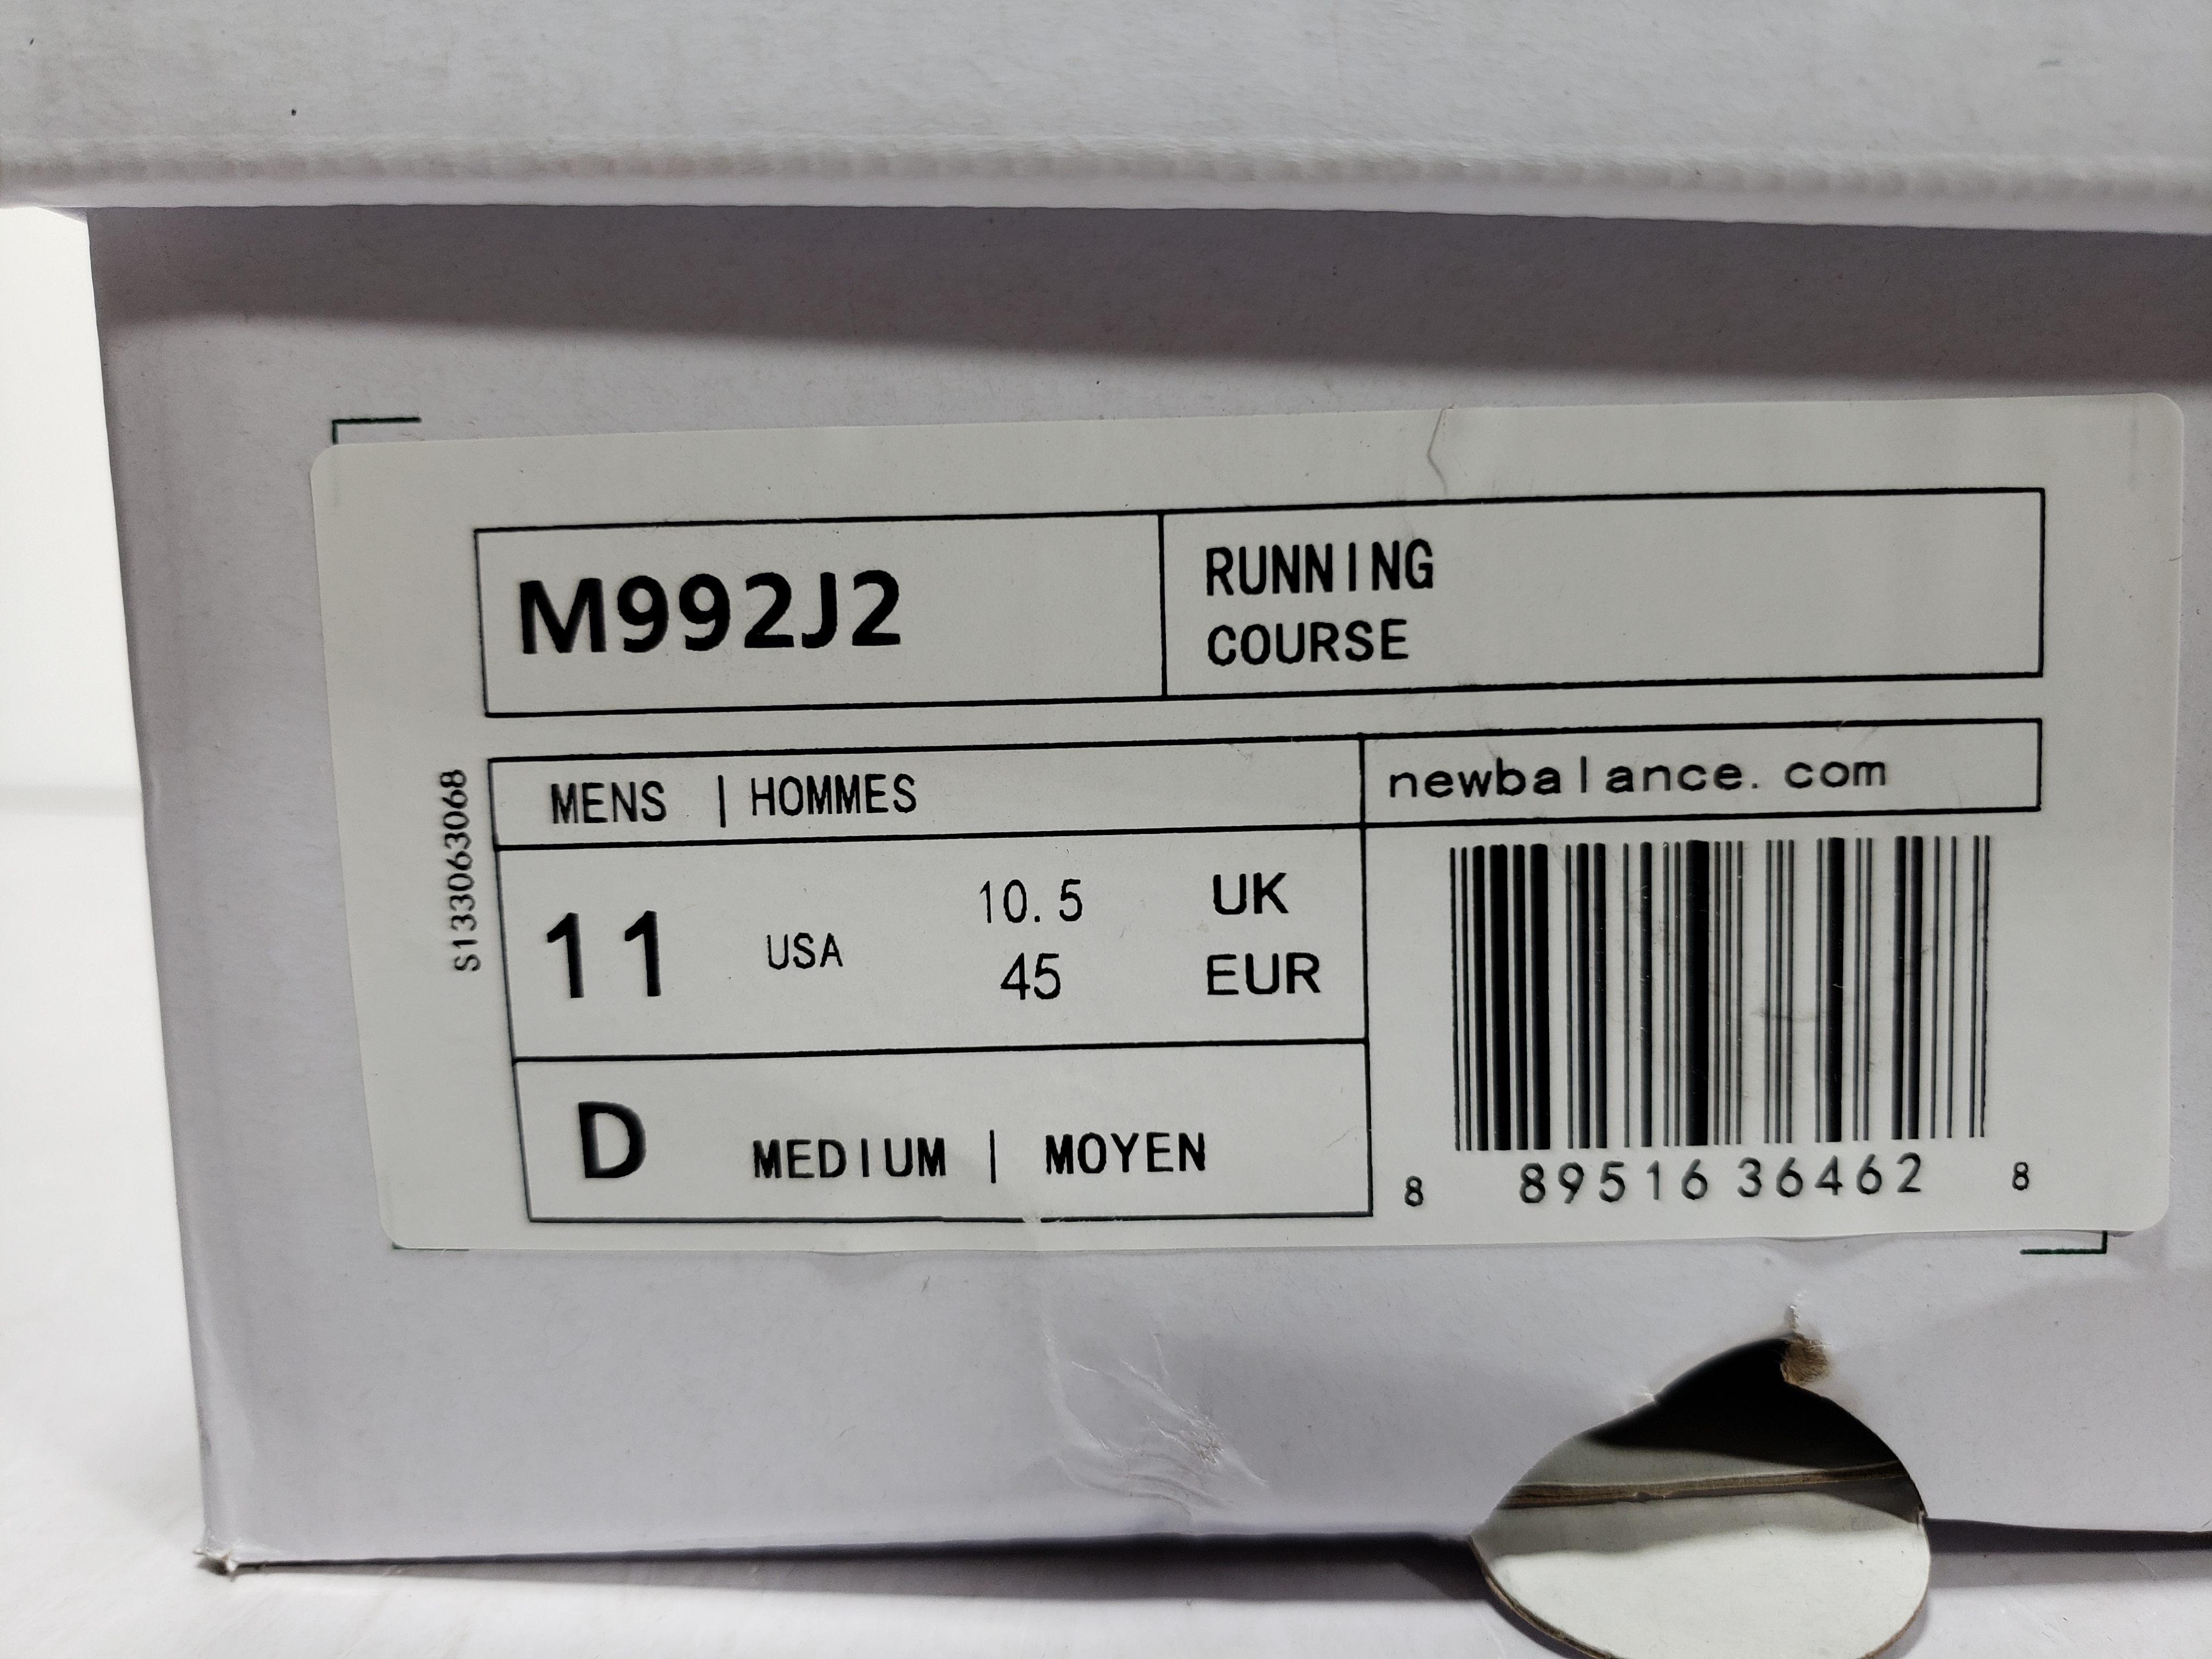 M992J2
RUNNING
COURSE
S133063068
MENS | HOMMES
newbalance.com
11 USA
10.5 UK
45 EUR
D MEDIUM | MOYEN
8 89516 36462 8